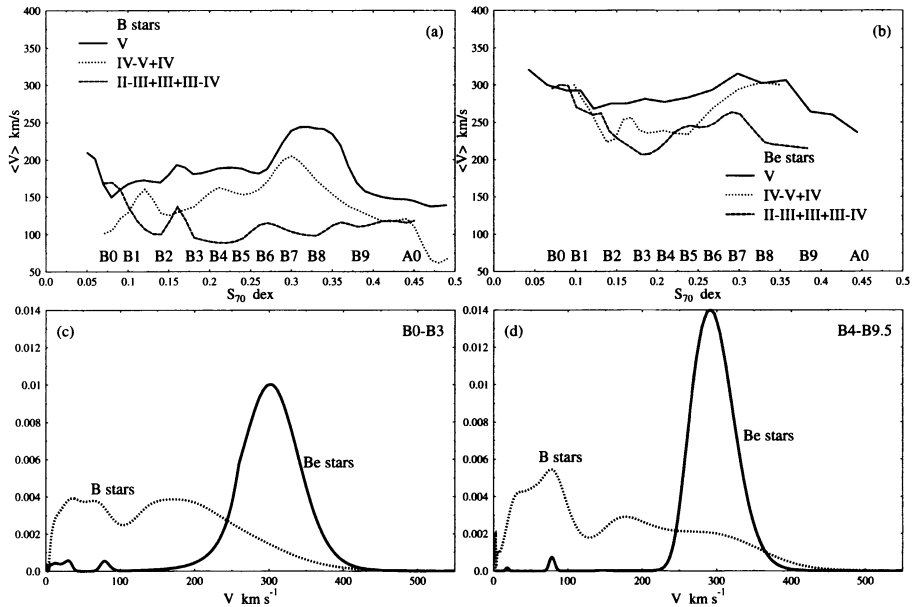 400
350
300
250
200
150
100
50
<V> km/s
B stars
V
IV-V+IV
II-III+III+III-IV
(a)
B0 B1 B2 B3 B4 B5 B6 B7 B8 B9 A0
0.0 0.05 0.1 0.15 0.2 0.25 0.3 0.35 0.4 0.45 0.5
S70 dex
400
350
300
250
200
150
100
50
<V> km/s
(b)
Be stars
V
IV-V+IV
II-III+III+III-IV
B0 B1 B2 B3 B4 B5 B6 B7 B8 B9 A0
0.0 0.05 0.1 0.15 0.2 0.25 0.3 0.35 0.4 0.45 0.5
S70 dex
0.014
0.012
0.01
0.008
0.006
0.004
0.002
0.0
(c)
B0-B3
B stars
Be stars
0 100 200 300 400 500
V km s-1
0.014
0.012
0.01
0.008
0.006
0.004
0.002
0.0
(d)
B4-B9.5
B stars
Be stars
0 100 200 300 400 500
V km s-1